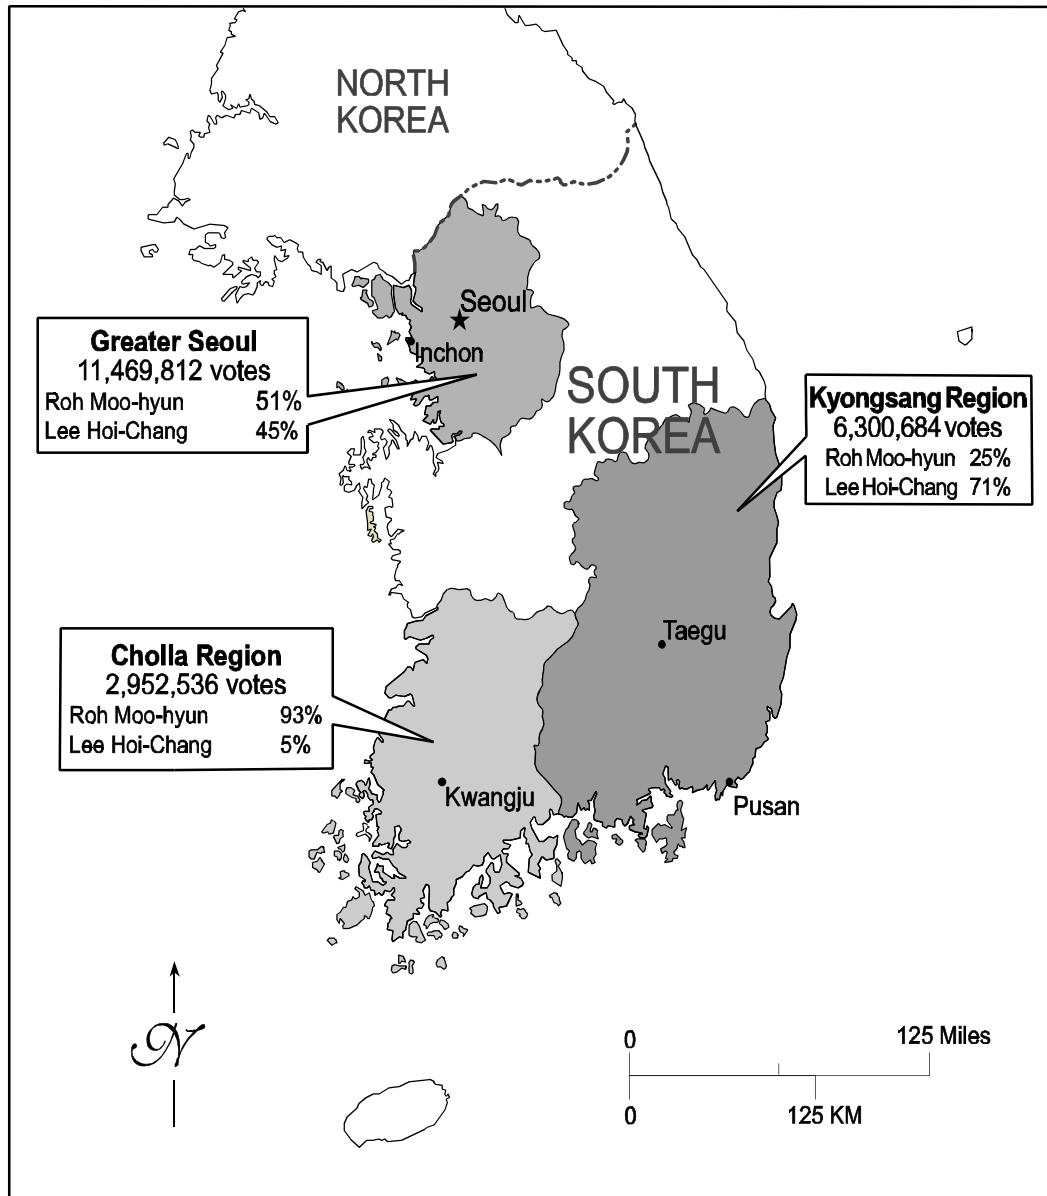 NORTH
KOREA
Seoul
Inchon
Greater Seoul
11,469,812 votes
Roh Moo-hyun 51%
Lee Hoi-Chang 45%
SOUTH
KOREA
Kyongsang Region
6,300,684 votes
Roh Moo-hyun 25%
Lee Hoi-Chang 71%
Taegu
Cholla Region
2,952,536 votes
Roh Moo-hyun 93%
Lee Hoi-Chang 5%
Kwangju
Pusan
N
0 125 Miles
0 125 KM